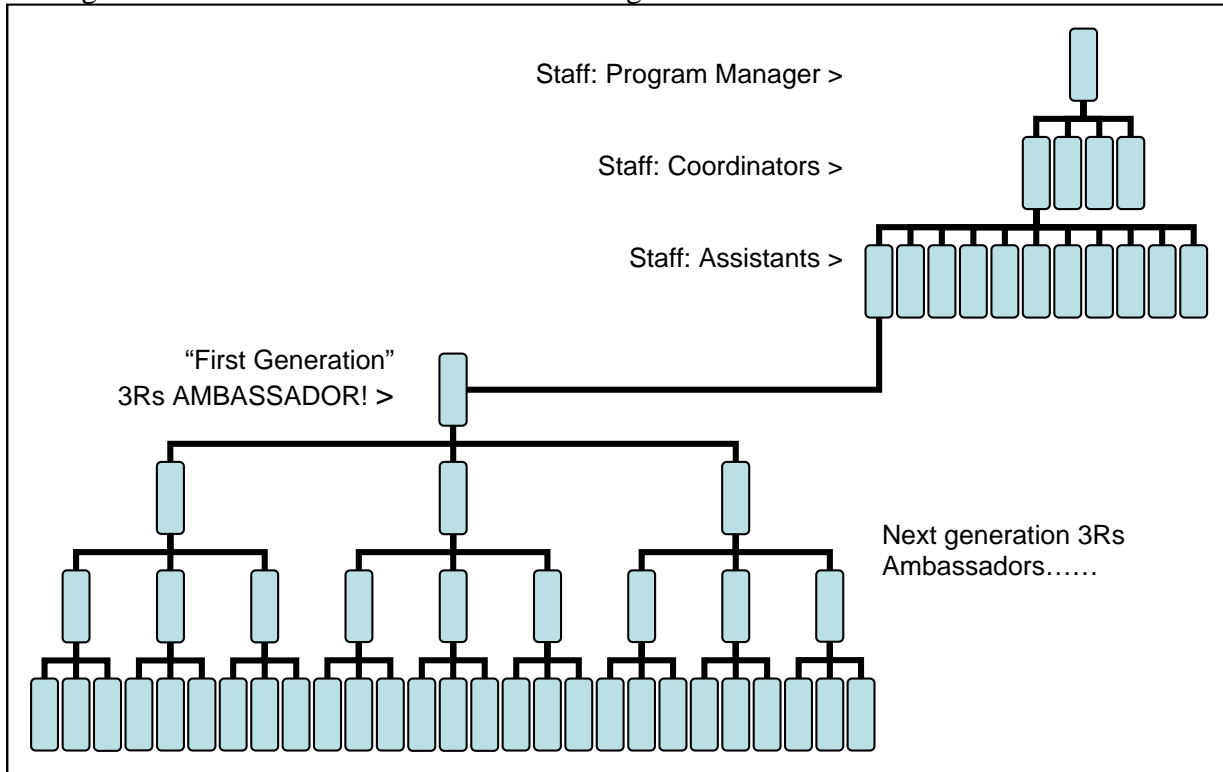 Staff: Program Manager >
Staff: Coordinators >
Staff: Assistants >
“First Generation”
3Rs AMBASSADOR! >
Next generation 3Rs
Ambassadors……